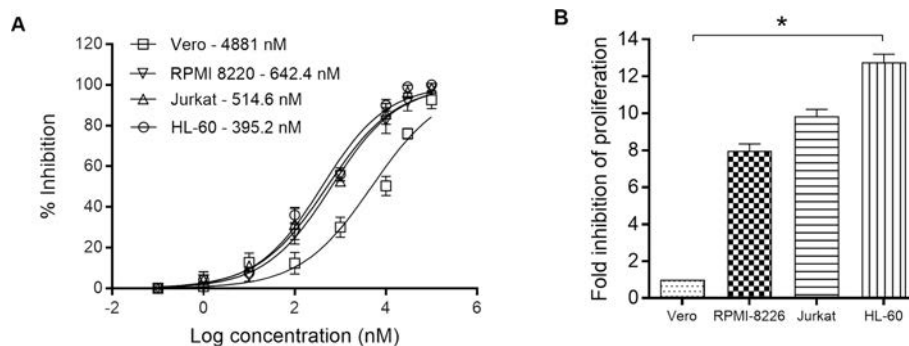 A
120
100
80
60
40
20
0
% Inhibition
Vero - 4881 nM
RPMI 8220 - 642.4 nM
Jurkat - 514.6 nM
HL-60 - 395.2 nM
-2 0 2 4 6
Log concentration (nM)
B
*
14
12
10
8
6
4
2
0
Fold inhibition of proliferation
Vero RPMI-8226 Jurkat HL-60